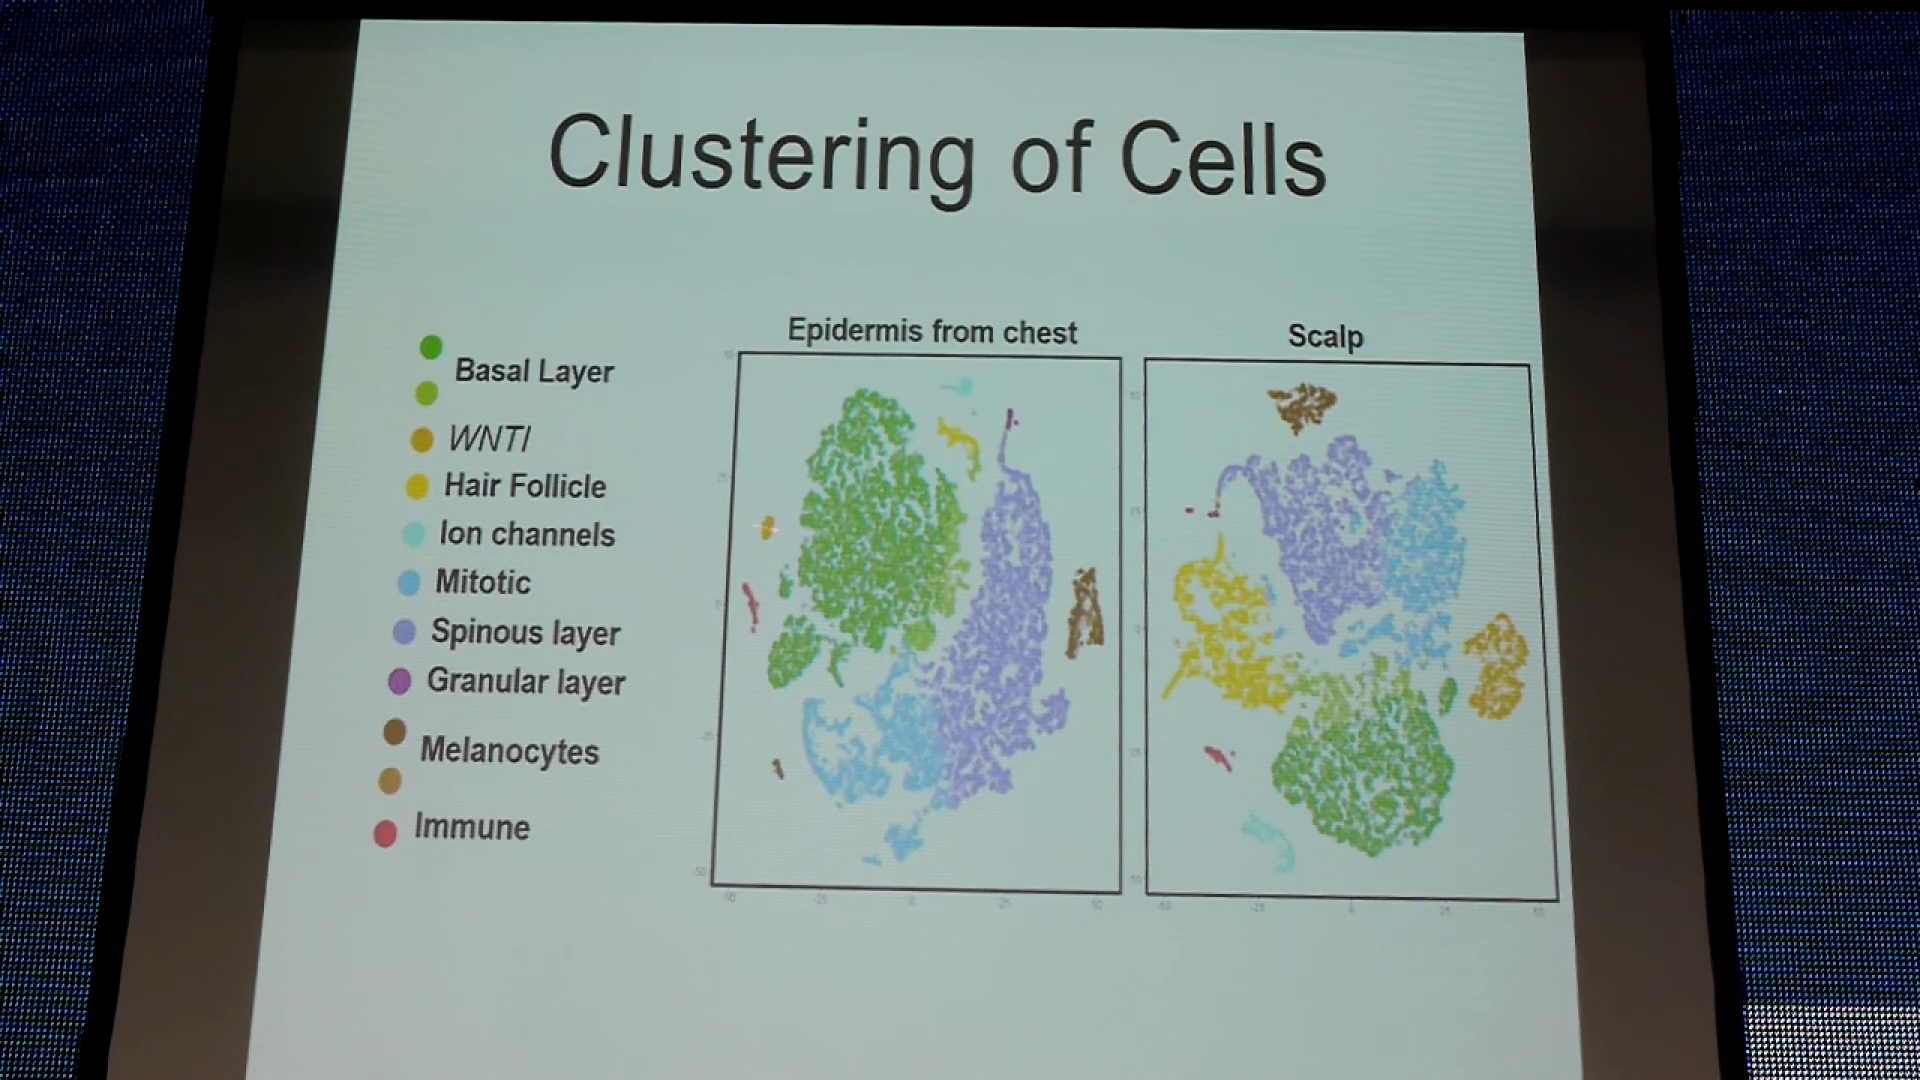 Clustering of Cells
Epidermis from chest
Scalp
Basal Layer
WNTI
Hair Follicle
Ion channels
Mitotic
Spinous layer
Granular layer
Melanocytes
Immune